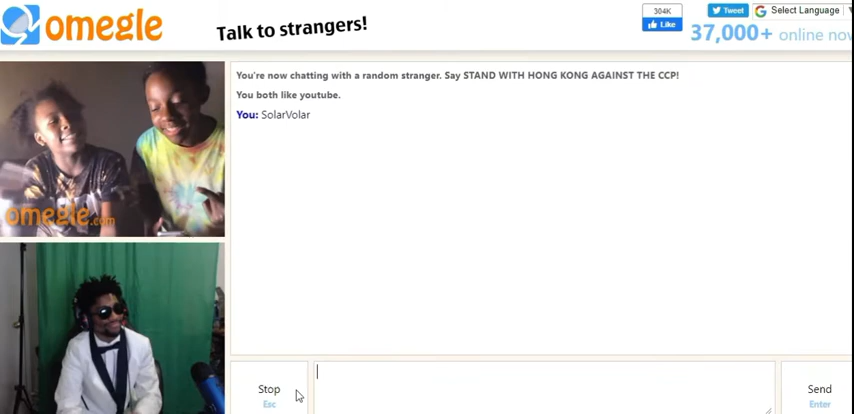 omegle
Talk to strangers!
304K
Like
Tweet
Select Language
37,000+ online now
You're now chatting with a random stranger. Say STAND WITH HONG KONG AGAINST THE CCP!
You both like youtube.
You: SolarVolar
omegle.com
Stop
Esc
Send
Enter